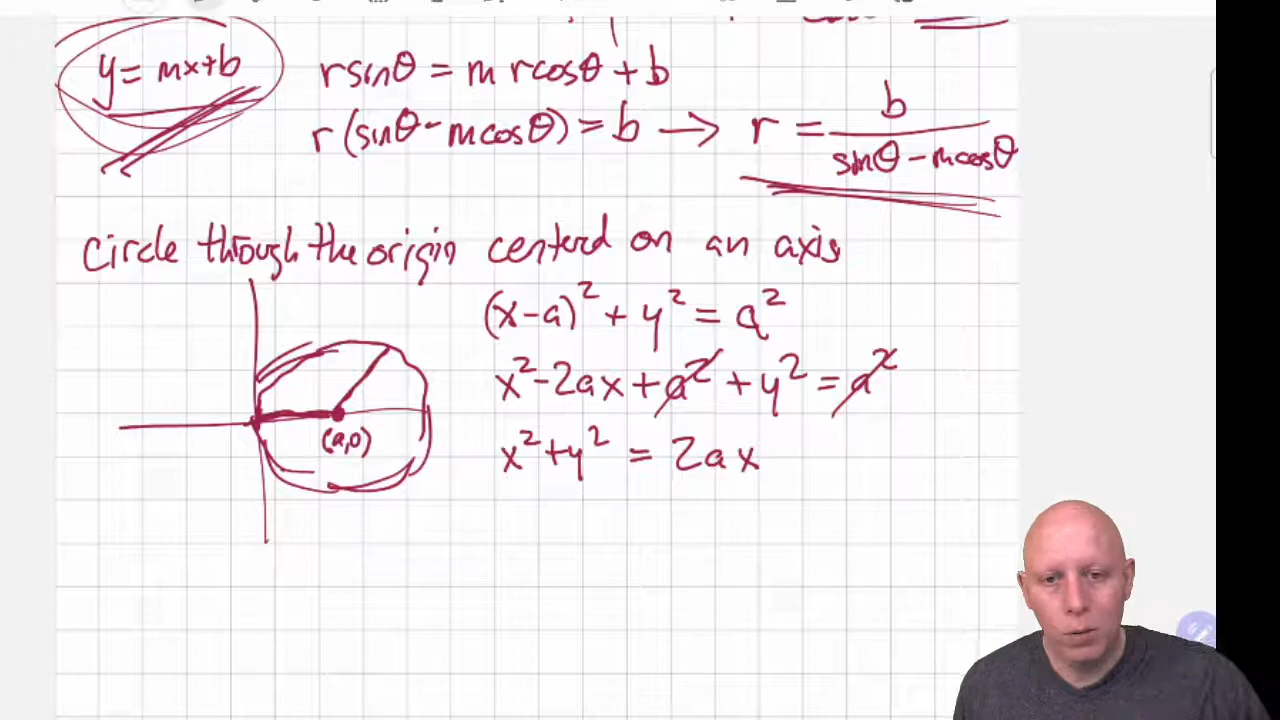 y = mx+b
r sinθ = m r cosθ + b
r (sinθ - m cosθ) = b → r = b / (sinθ - m cosθ)
Circle through the origin centerd on an axis
(x-a)² + y² = a²
x² - 2ax + a² + y² = a²
(a,0)
x² + y² = 2ax